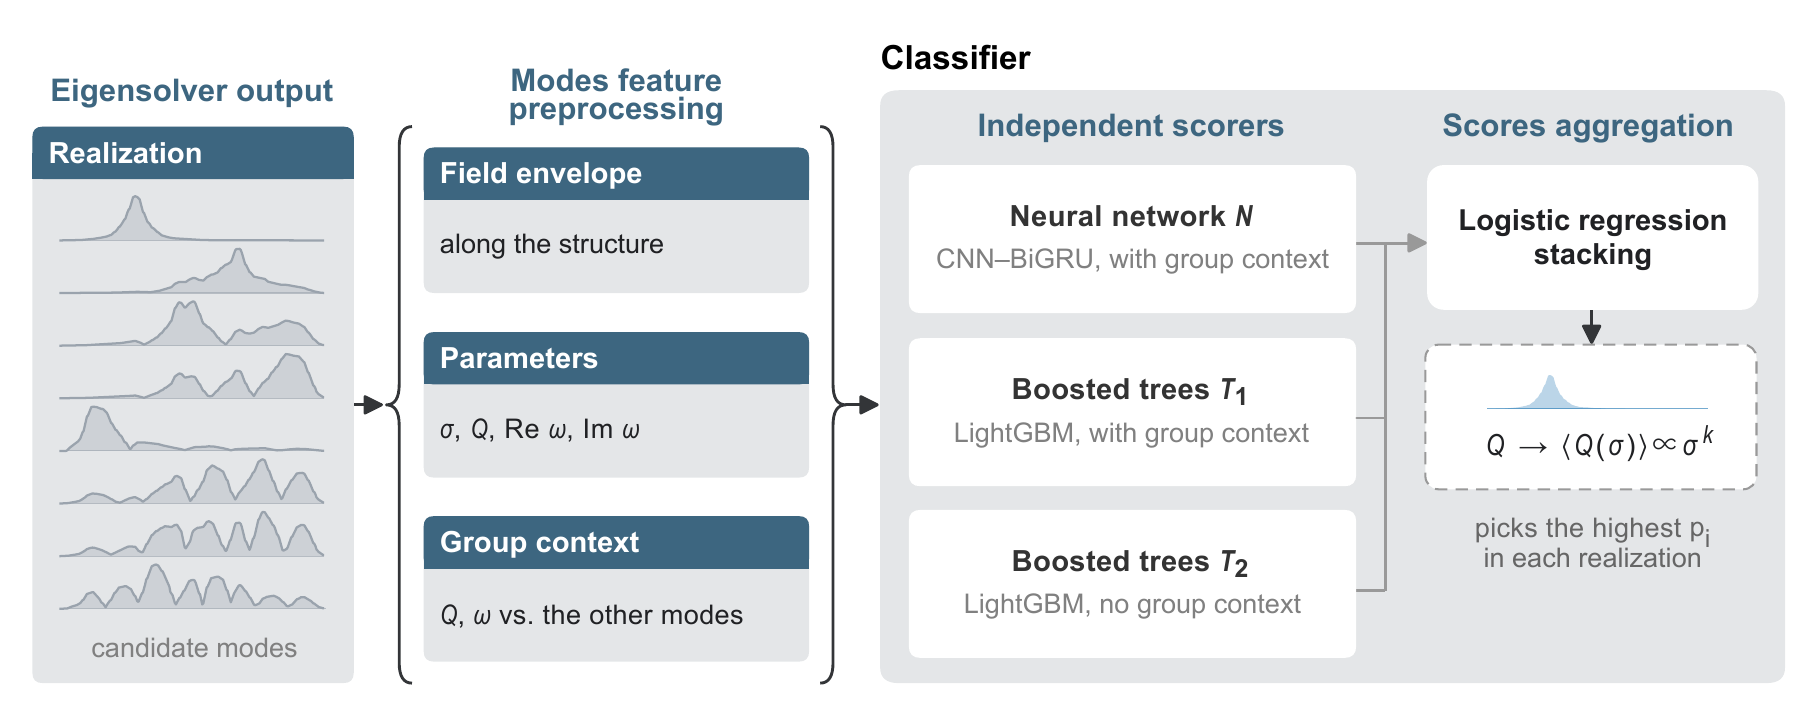 Eigensolver output
Realization
candidate modes
Modes feature
preprocessing
Field envelope
along the structure
Parameters
σ, Q, Re ω, Im ω
Group context
Q, ω vs. the other modes
Classifier
Independent scorers
Neural network N
CNN–BiGRU, with group context
Boosted trees T₁
LightGBM, with group context
Boosted trees T₂
LightGBM, no group context
Scores aggregation
Logistic regression
stacking
Q → ⟨Q(σ)⟩ ∝ σᵏ
picks the highest pᵢ
in each realization